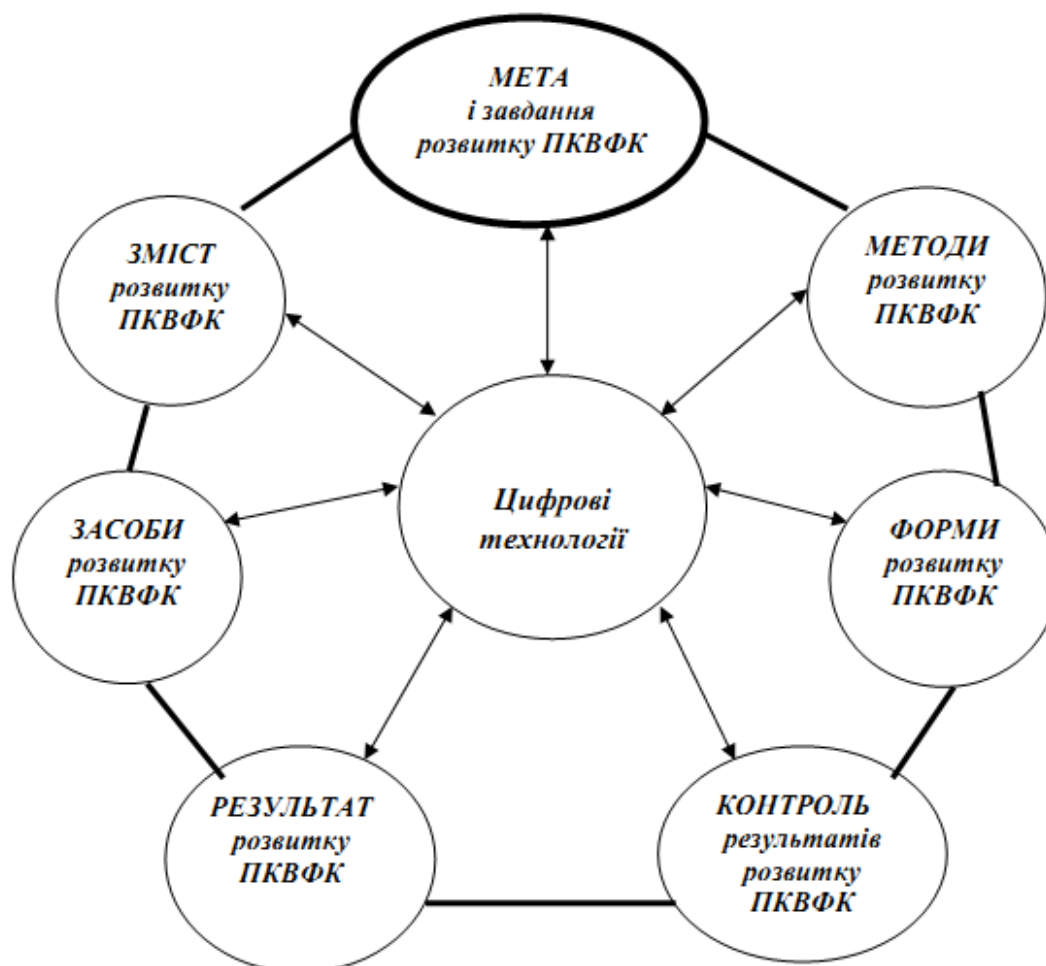 МЕТА
і завдання
розвитку ПКВФК
ЗМІСТ
розвитку
ПКВФК
МЕТОДИ
розвитку
ПКВФК
Цифрові
технології
ЗАСОБИ
розвитку
ПКВФК
ФОРМИ
розвитку
ПКВФК
РЕЗУЛЬТАТ
розвитку
ПКВФК
КОНТРОЛЬ
результатів
розвитку
ПКВФК